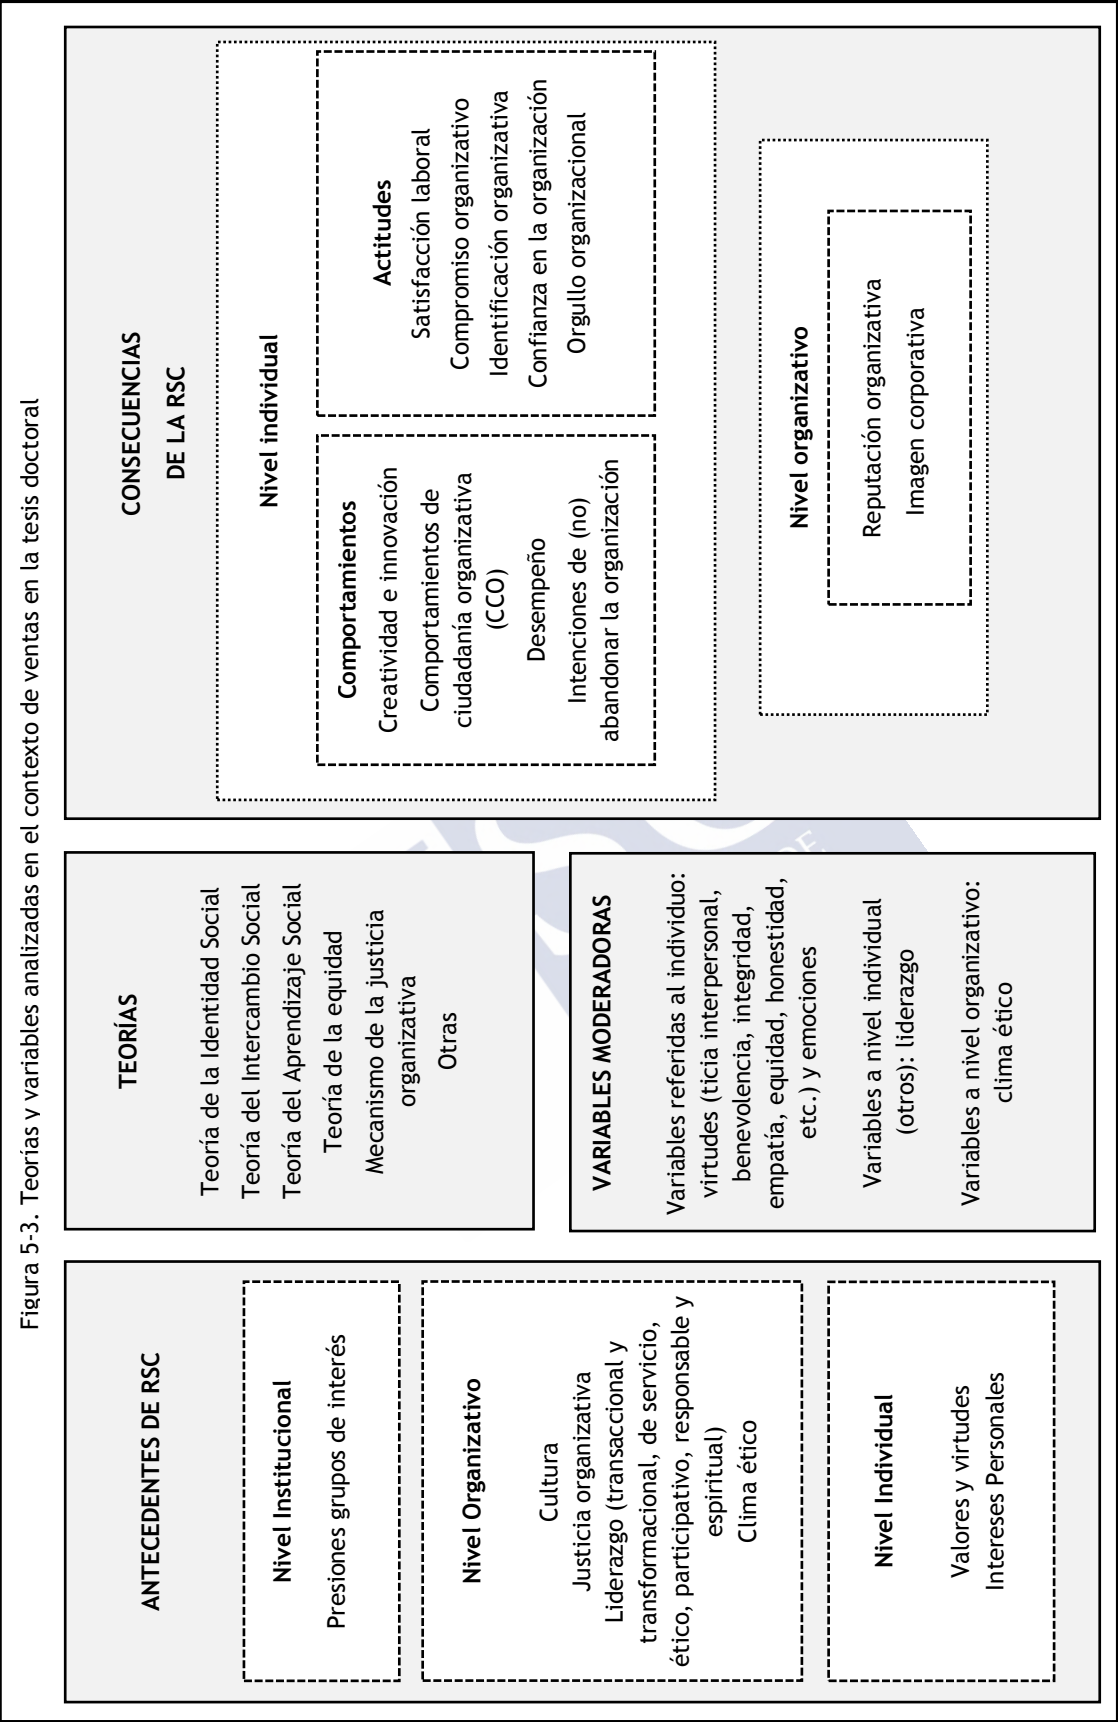 Figura 5-3. Teorías y variables analizadas en el contexto de ventas en la tesis doctoral
ANTECEDENTES DE RSC
Nivel Institucional
Presiones grupos de interés
Nivel Organizativo
Cultura
Justicia organizativa
Liderazgo (transaccional y
transformacional, de servicio,
ético, participativo, responsable y
espiritual)
Clima ético
Nivel Individual
Valores y virtudes
Intereses Personales
TEORÍAS
Teoría de la Identidad Social
Teoría del Intercambio Social
Teoría del Aprendizaje Social
Teoría de la equidad
Mecanismo de la justicia
organizativa
Otras
VARIABLES MODERADORAS
Variables referidas al individuo:
virtudes (ticia interpersonal,
benevolencia, integridad,
empatía, equidad, honestidad,
etc.) y emociones
Variables a nivel individual
(otros): liderazgo
Variables a nivel organizativo:
clima ético
CONSECUENCIAS
DE LA RSC
Nivel individual
Comportamientos
Creatividad e innovación
Comportamientos de
ciudadanía organizativa
(CCO)
Desempeño
Intenciones de (no)
abandonar la organización
Actitudes
Satisfacción laboral
Compromiso organizativo
Identificación organizativa
Confianza en la organización
Orgullo organizacional
Nivel organizativo
Reputación organizativa
Imagen corporativa
DE